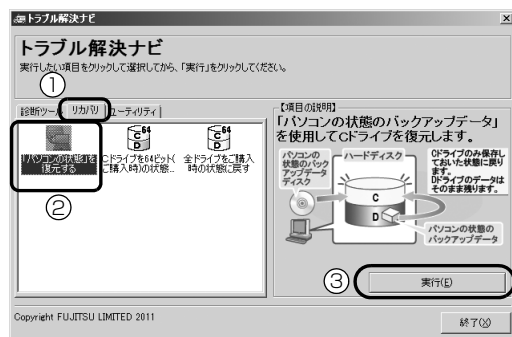 トラブル解決ナビ
トラブル解決ナビ
実行したい項目をクリックして選択してから、「実行」をクリックしてください。
①
診断ツール リカバリ ユーティリティ
「パソコンの状態」を
復元する
Cドライブを64ビット(
ご購入時)の状態...
全ドライブをご購入
時の状態に戻す
②
【項目の説明】
「パソコンの状態のバックアップデータ」
を使用してCドライブを復元します。
パソコンの
状態のバック
アップデータ
ディスク
ハードディスク
Cドライブのみ保存し
ておいた状態に戻り
ます。
Dドライブのデータは
そのまま残ります。
C
D
パソコンの状態の
バックアップデータ
③
実行(E)
Copyright FUJITSU LIMITED 2011
終了(X)